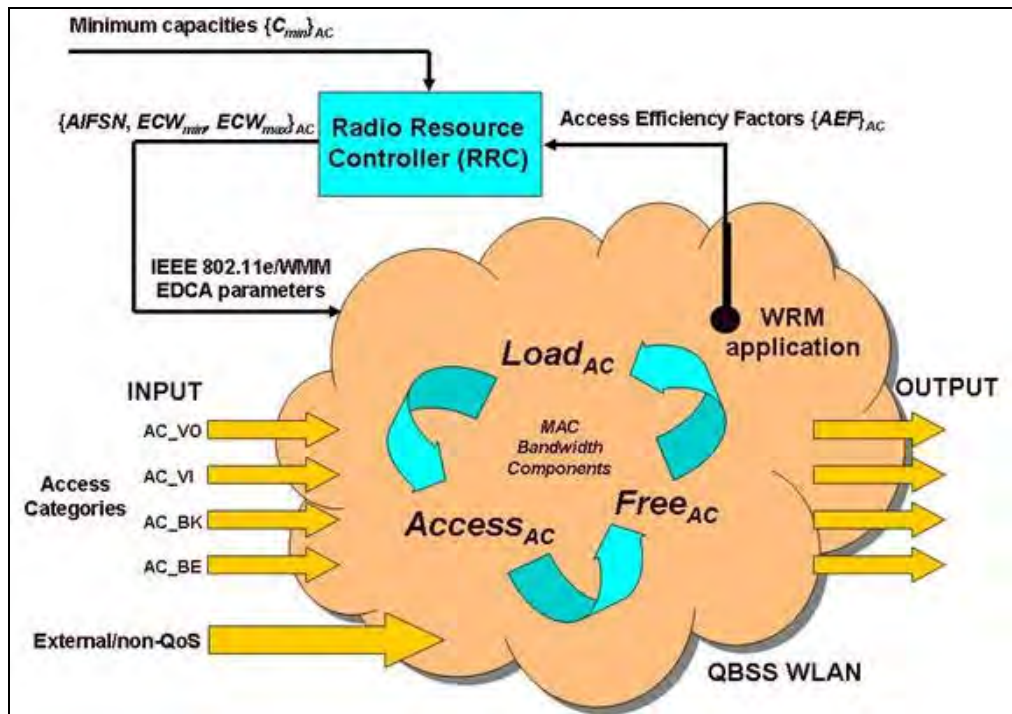 Minimum capacities {Cmin}AC
{AIFSN, ECWmin, ECWmax}AC
Radio Resource
Controller (RRC)
Access Efficiency Factors {AEF}AC
IEEE 802.11e/WMM
EDCA parameters
WRM
application
LoadAC
INPUT
OUTPUT
AC_VO
MAC
Bandwidth
Components
Access
Categories
AC_VI
AC_BK
AC_BE
AccessAC
FreeAC
External/non-QoS
QBSS WLAN